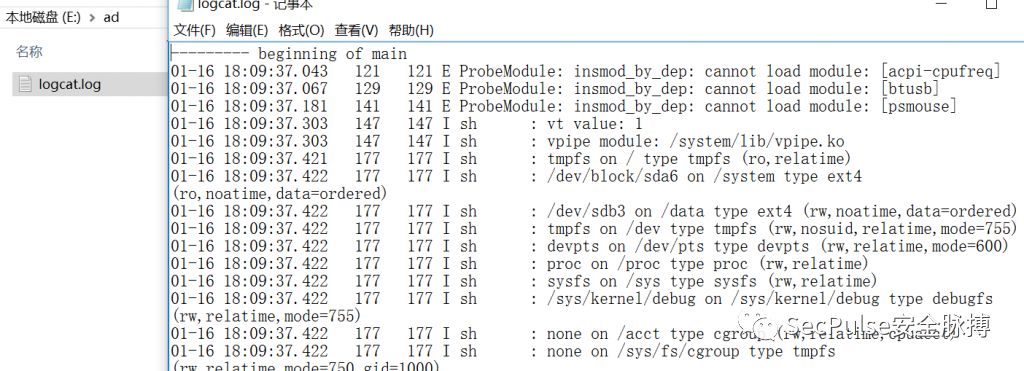 本地磁盘 (E:) > ad
名称
logcat.log
logcat.log - 记事本
文件(F) 编辑(E) 格式(O) 查看(V) 帮助(H)
--------- beginning of main
01-16 18:09:37.043   121   121 E ProbeModule: insmod_by_dep: cannot load module: [acpi-cpufreq]
01-16 18:09:37.067   129   129 E ProbeModule: insmod_by_dep: cannot load module: [btusb]
01-16 18:09:37.181   141   141 E ProbeModule: insmod_by_dep: cannot load module: [psmouse]
01-16 18:09:37.303   147   147 I sh      : vt value: 1
01-16 18:09:37.303   147   147 I sh      : vpipe module: /system/lib/vpipe.ko
01-16 18:09:37.421   177   177 I sh      : tmpfs on / type tmpfs (ro,relatime)
01-16 18:09:37.422   177   177 I sh      : /dev/block/sda6 on /system type ext4
(ro,noatime,data=ordered)
01-16 18:09:37.422   177   177 I sh      : /dev/sdb3 on /data type ext4 (rw,noatime,data=ordered)
01-16 18:09:37.422   177   177 I sh      : tmpfs on /dev type tmpfs (rw,nosuid,relatime,mode=755)
01-16 18:09:37.422   177   177 I sh      : devpts on /dev/pts type devpts (rw,relatime,mode=600)
01-16 18:09:37.422   177   177 I sh      : proc on /proc type proc (rw,relatime)
01-16 18:09:37.422   177   177 I sh      : sysfs on /sys type sysfs (rw,relatime)
01-16 18:09:37.422   177   177 I sh      : /sys/kernel/debug on /sys/kernel/debug type debugfs
(rw,relatime,mode=755)
01-16 18:09:37.422   177   177 I sh      : none on /acct type cgroup (rw,relatime,cpuacct)
01-16 18:09:37.422   177   177 I sh      : none on /sys/fs/cgroup type tmpfs
(rw,relatime,mode=750,gid=1000)
SecPulse安全脉搏